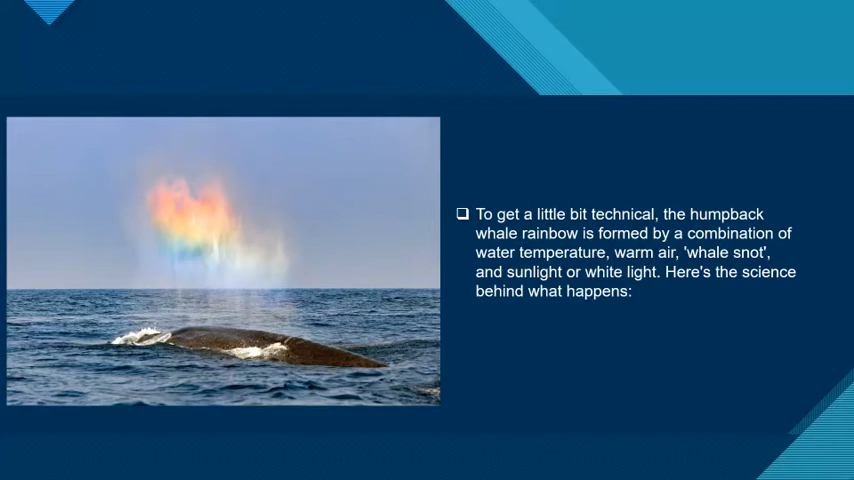 To get a little bit technical, the humpback
whale rainbow is formed by a combination of
water temperature, warm air, 'whale snot',
and sunlight or white light. Here's the science
behind what happens: